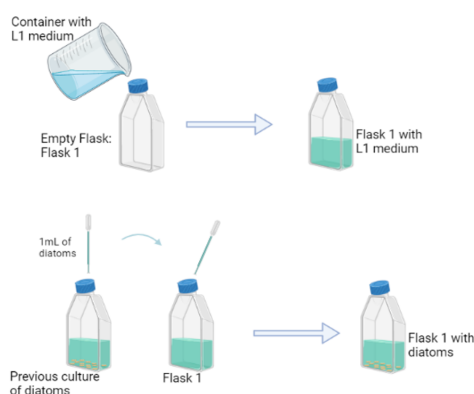 Container with
L1 medium
Empty Flask:
Flask 1
Flask 1 with
L1 medium
1mL of
diatoms
Previous culture
of diatoms
Flask 1
Flask 1 with
diatoms